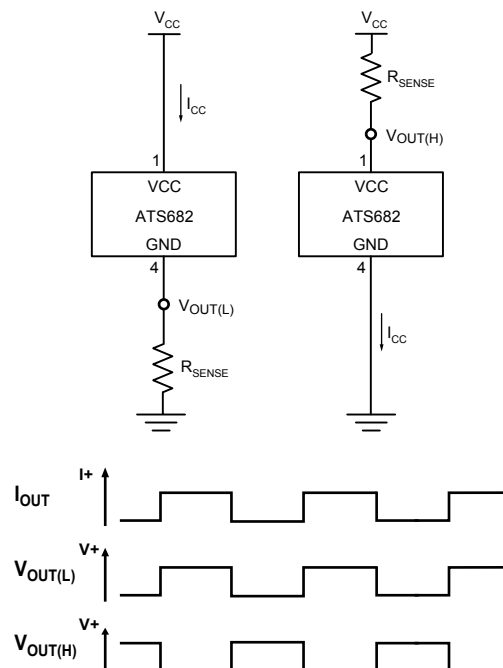 VCC
ICC
1
VCC
ATS682
GND
4
VOUT(L)
RSENSE
VCC
RSENSE
VOUT(H)
1
VCC
ATS682
GND
4
ICC
I+
IOUT
V+
VOUT(L)
V+
VOUT(H)